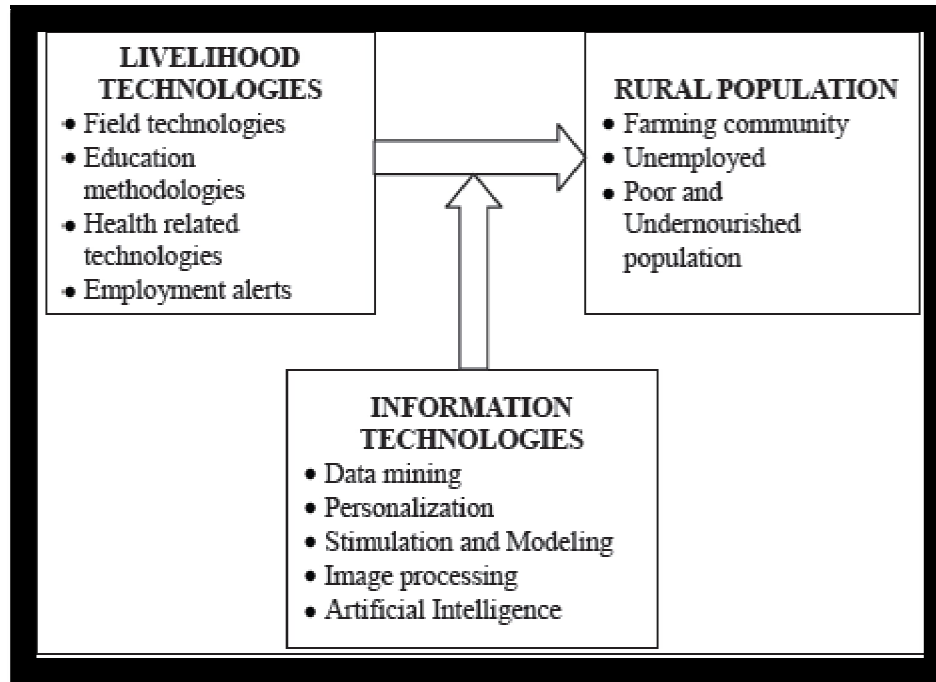 LIVELIHOOD
TECHNOLOGIES
• Field technologies
• Education
methodologies
• Health related
technologies
• Employment alerts
RURAL POPULATION
• Farming community
• Unemployed
• Poor and
Undernourished
population
INFORMATION
TECHNOLOGIES
• Data mining
• Personalization
• Stimulation and Modeling
• Image processing
• Artificial Intelligence